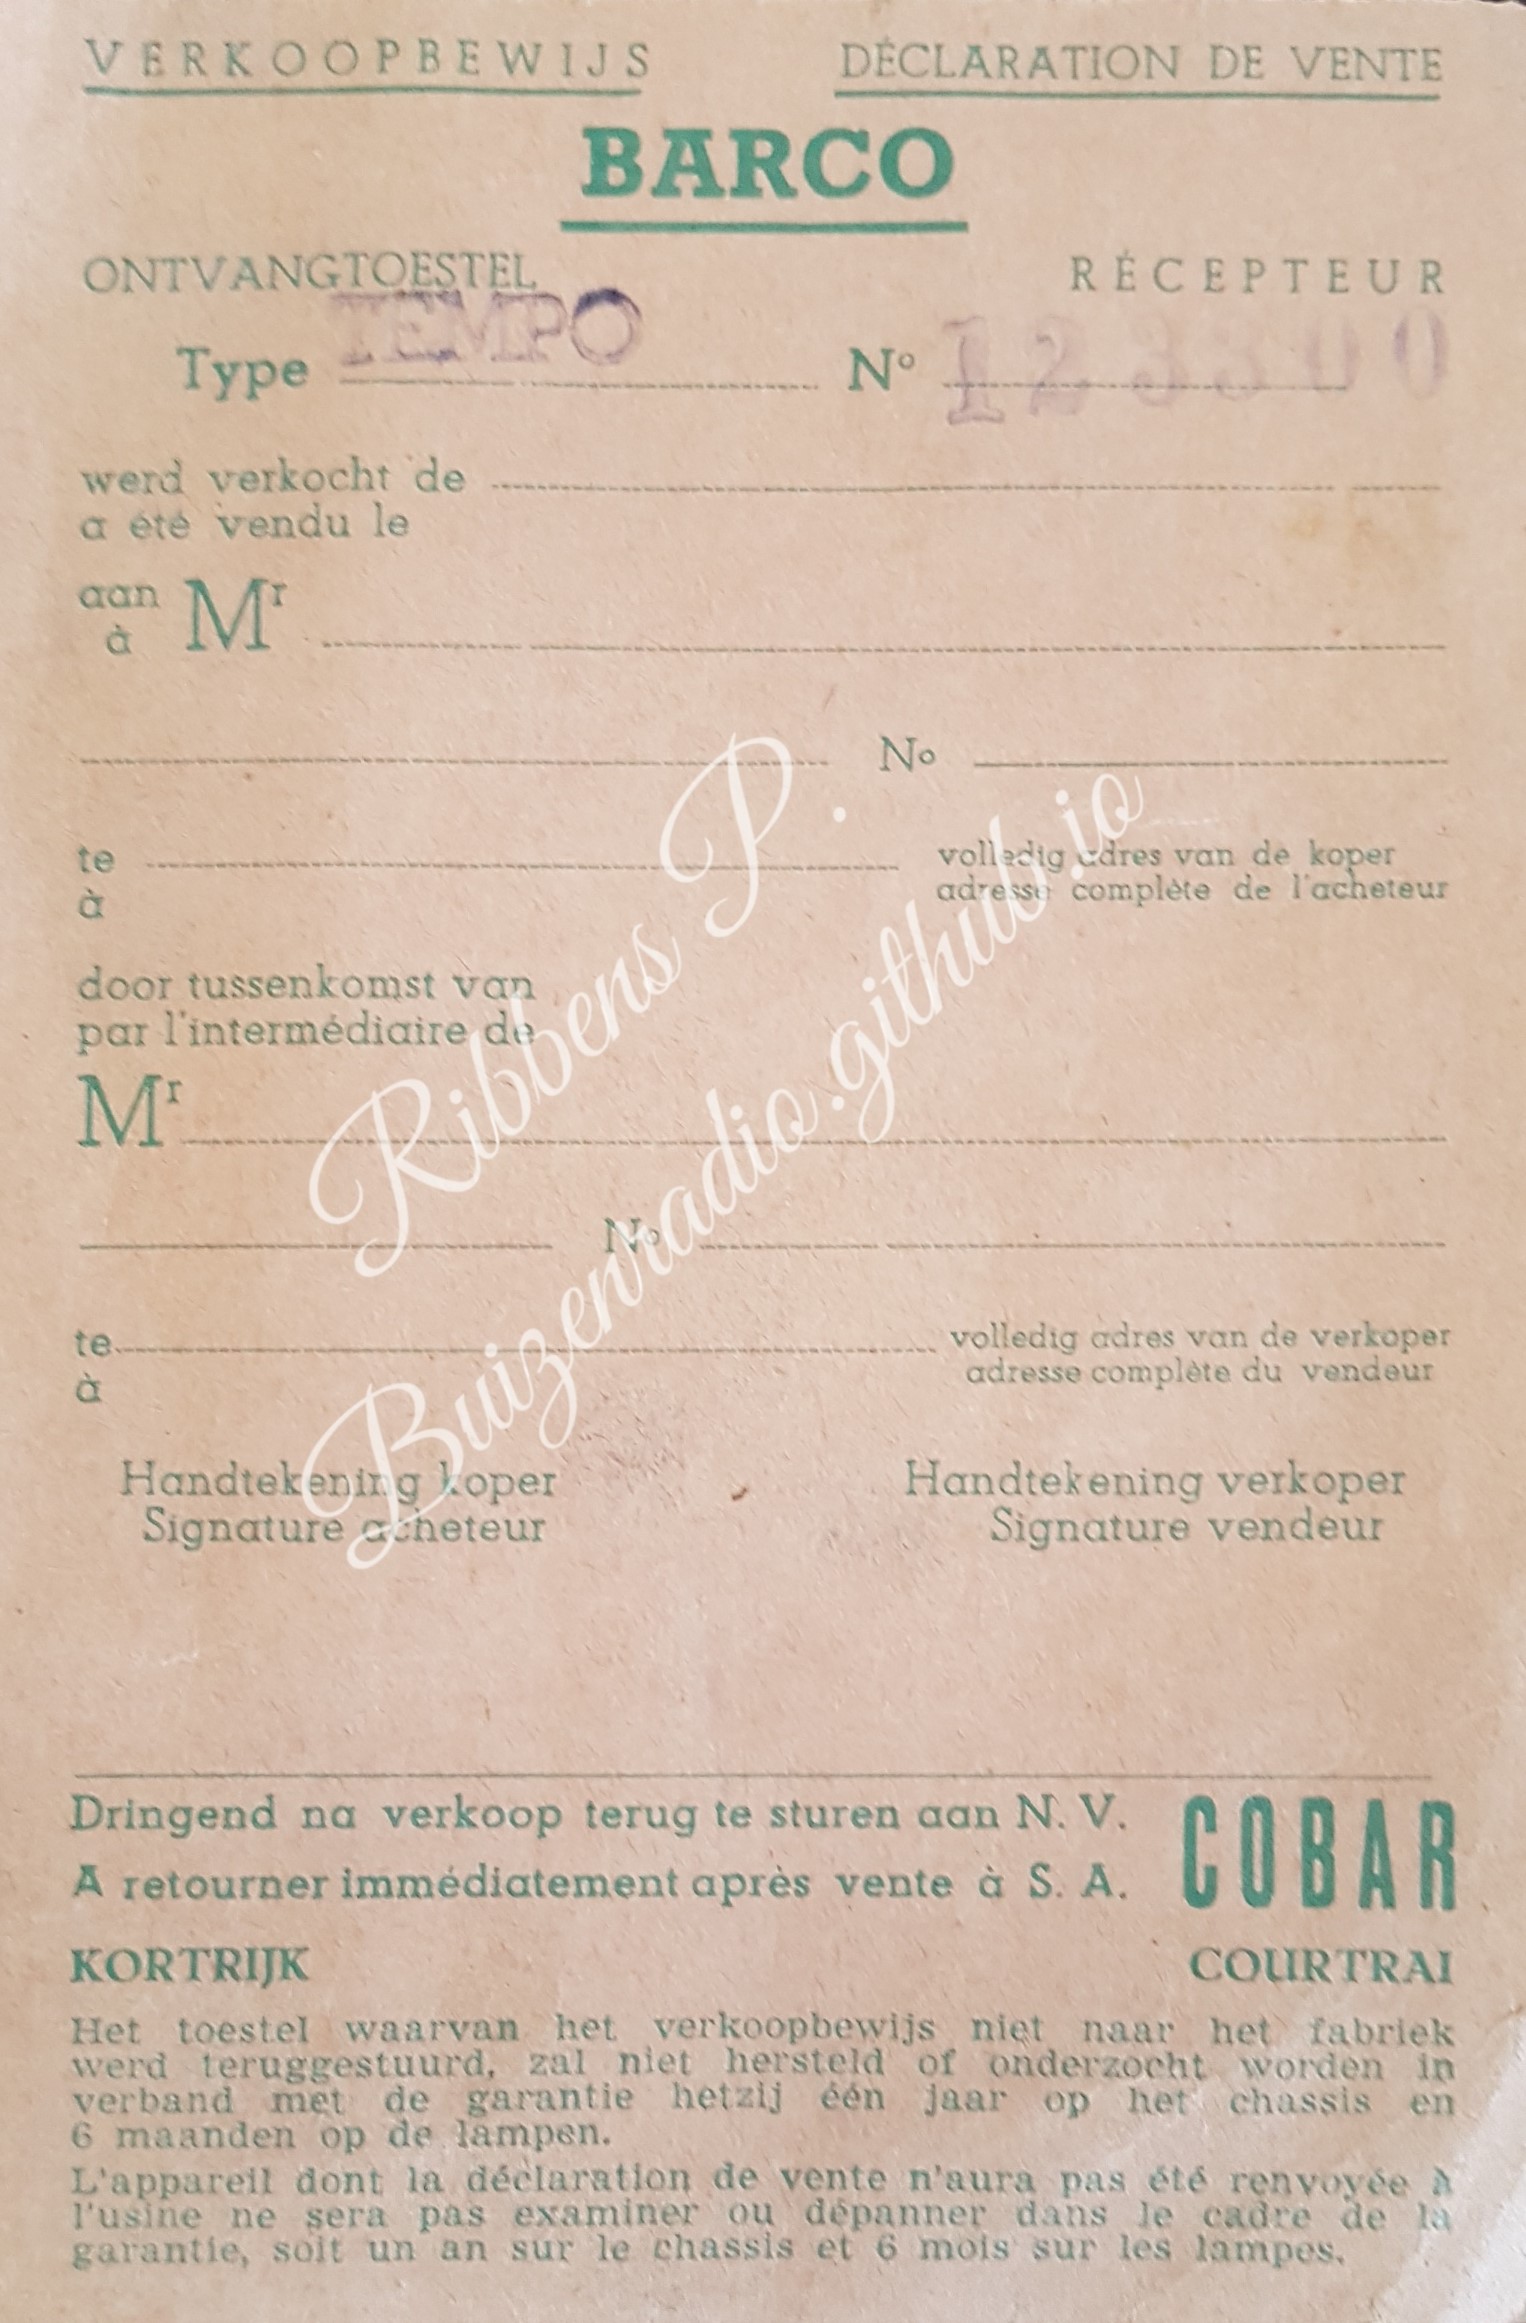 VERKOOPBEWIJS DÉCLARATION DE VENTE
BARCO
ONTVANGTOESTEL RÉCEPTEUR
Type TEMPO No 123300
werd verkocht de
a été vendu le
aan
à Mr
No
te volledig adres van de koper
à adresse complète de l'acheteur
door tussenkomst van
par l'intermédiaire de
Mr
No
te volledig adres van de verkoper
à adresse complète du vendeur
Handtekening koper Handtekening verkoper
Signature acheteur Signature vendeur
Dringend na verkoop terug te sturen aan N. V. COBAR
A retourner immédiatement après vente à S. A.
KORTRIJK COURTRAI
Het toestel waarvan het verkoopbewijs niet naar het fabriek
werd teruggestuurd, zal niet hersteld of onderzocht worden in
verband met de garantie hetzij één jaar op het chassis en
6 maanden op de lampen.
L'appareil dont la déclaration de vente n'aura pas été renvoyée à
l'usine ne sera pas examiner ou dépanner dans le cadre de la
garantie, soit un an sur le chassis et 6 mois sur les lampes.
Ribbens P.
Buizenradio.github.io